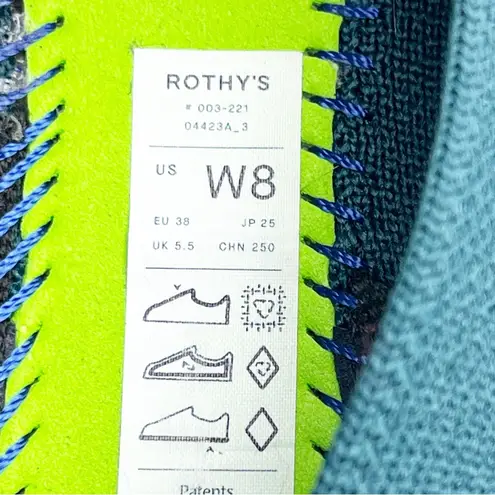 ROTHY'S
# 003-221
04423A_3
US W8
EU 38 JP 25
UK 5.5 CHN 250
Patents